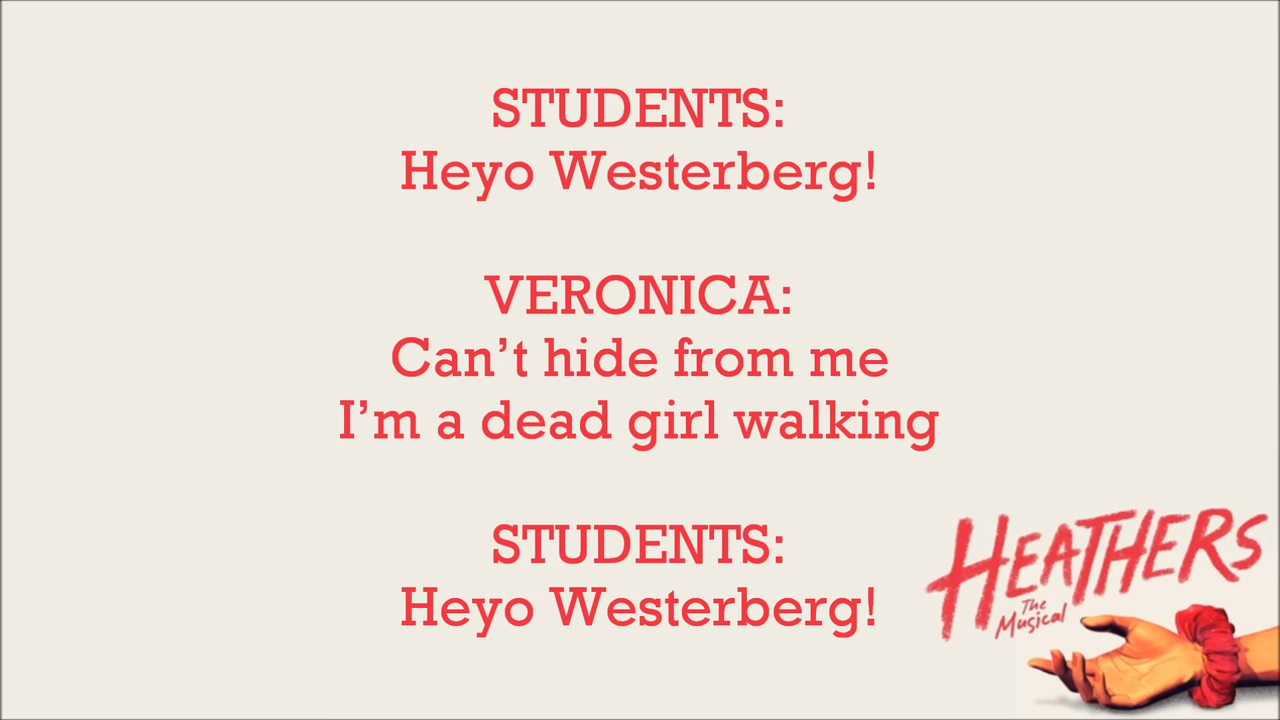 STUDENTS:
Heyo Westerberg!
VERONICA:
Can’t hide from me
I’m a dead girl walking
STUDENTS:
Heyo Westerberg!
HEATHERS
The
Musical